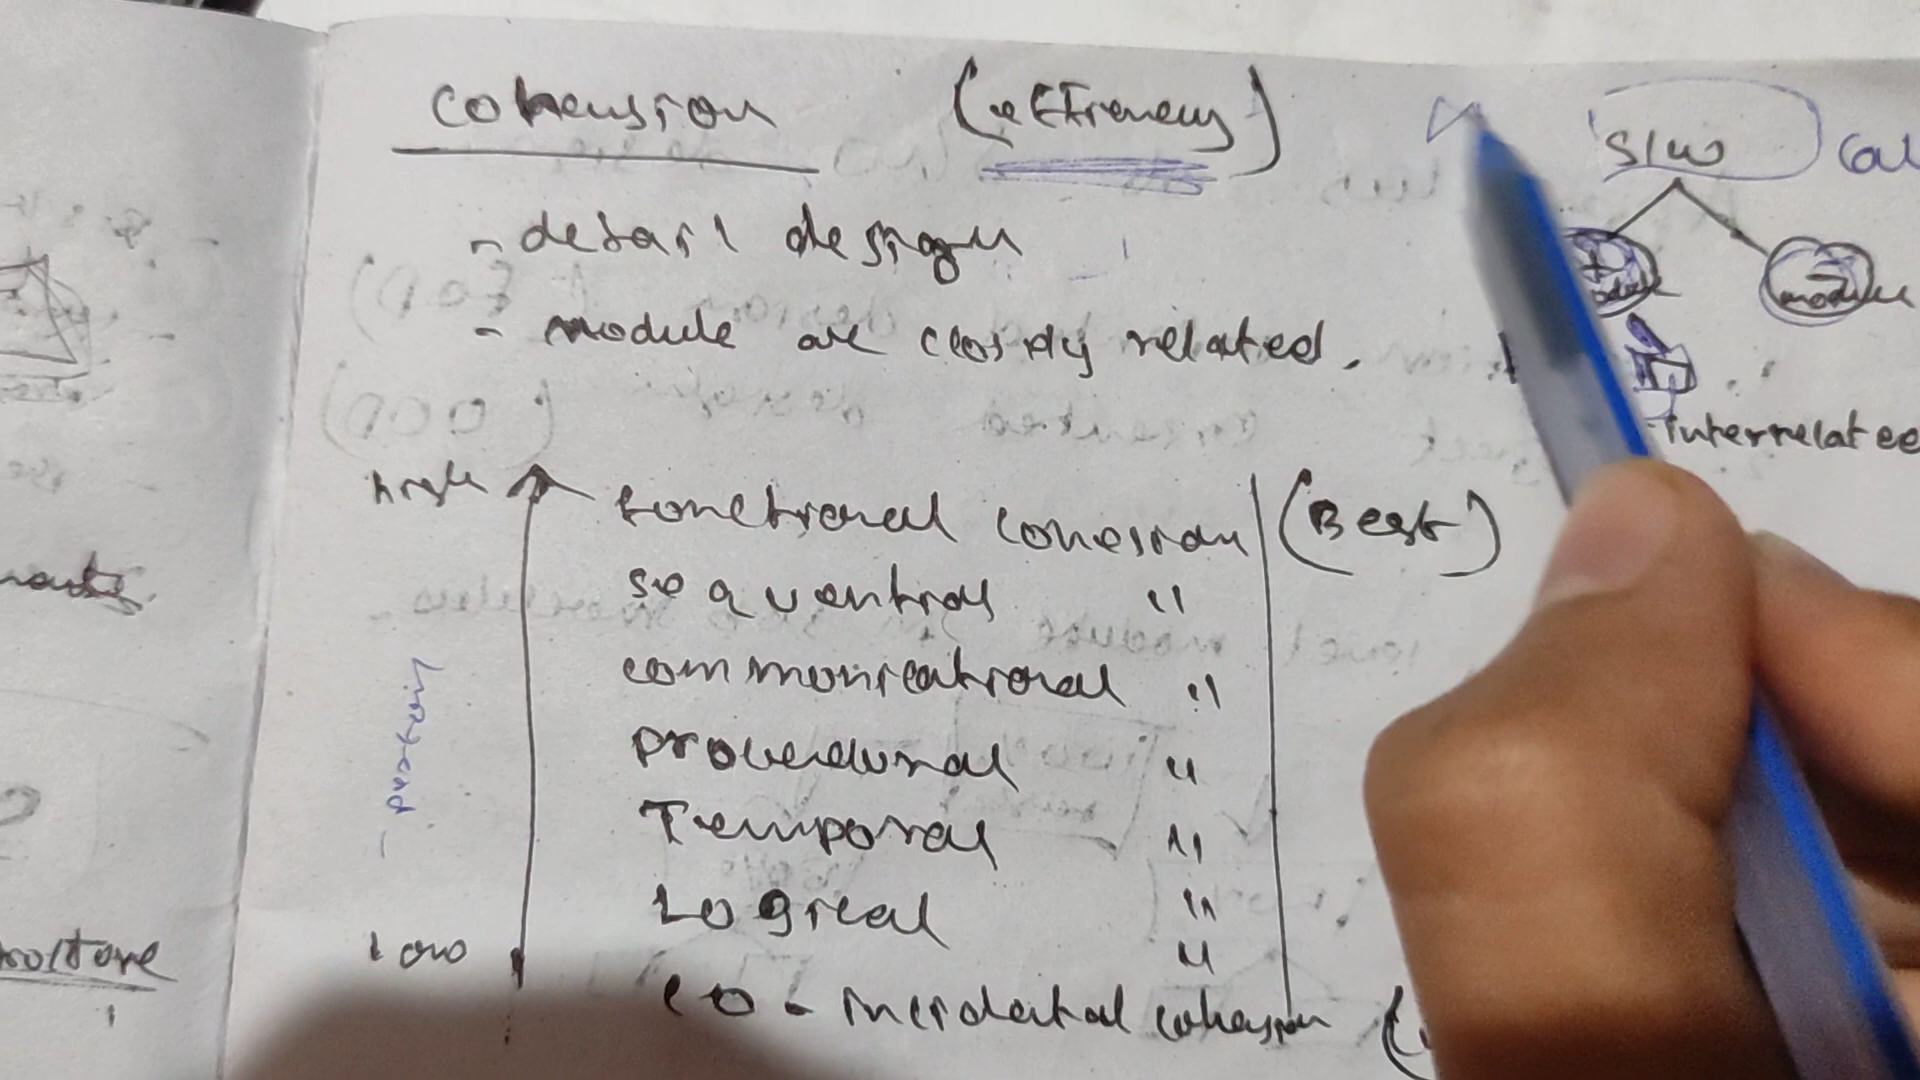 cohension (efficiency)
S/W
- detail design
module
- module are closely related.
interrelated
high functional cohesion (Best)
sequential "
communicational "
procedural "
Temporal "
Logical "
low "
co-incidental cohesion (